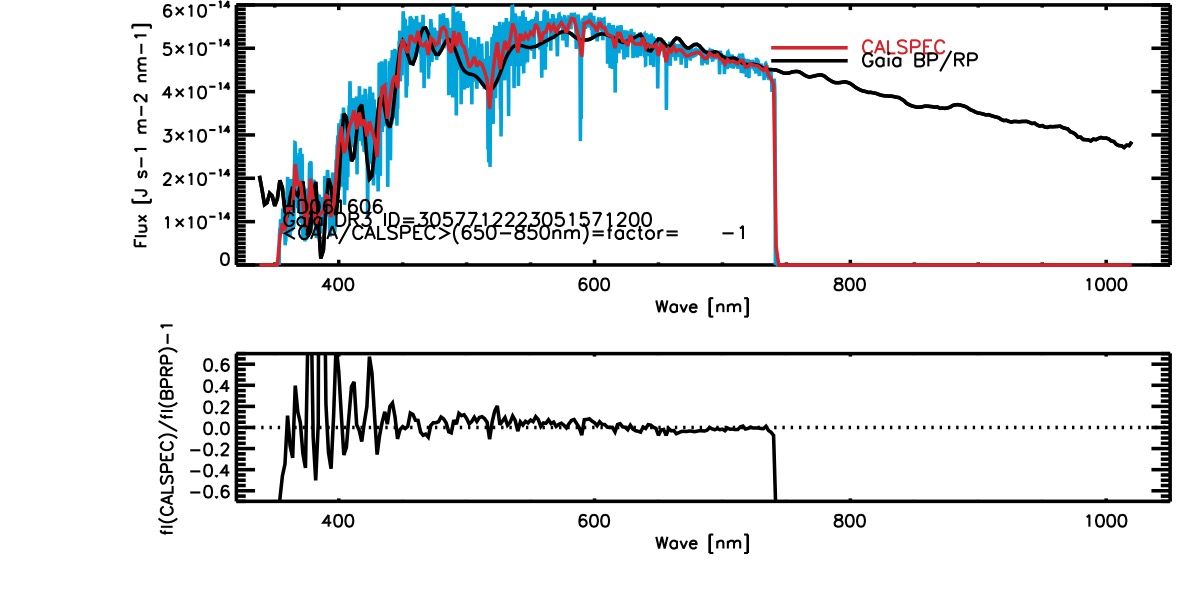 6×10⁻¹⁴
5×10⁻¹⁴
4×10⁻¹⁴
3×10⁻¹⁴
2×10⁻¹⁴
1×10⁻¹⁴
0
Flux [J s−1 m−2 nm−1]
CALSPEC
Gaia BP/RP
HD061606
Gaia DR3 ID=3057712223051571200
<GAIA/CALSPEC>(650−850nm)=factor= −1
400 600 800 1000
Wave [nm]
fl(CALSPEC)/fl(BPRP)−1
0.6
0.4
0.2
0.0
−0.2
−0.4
−0.6
400 600 800 1000
Wave [nm]